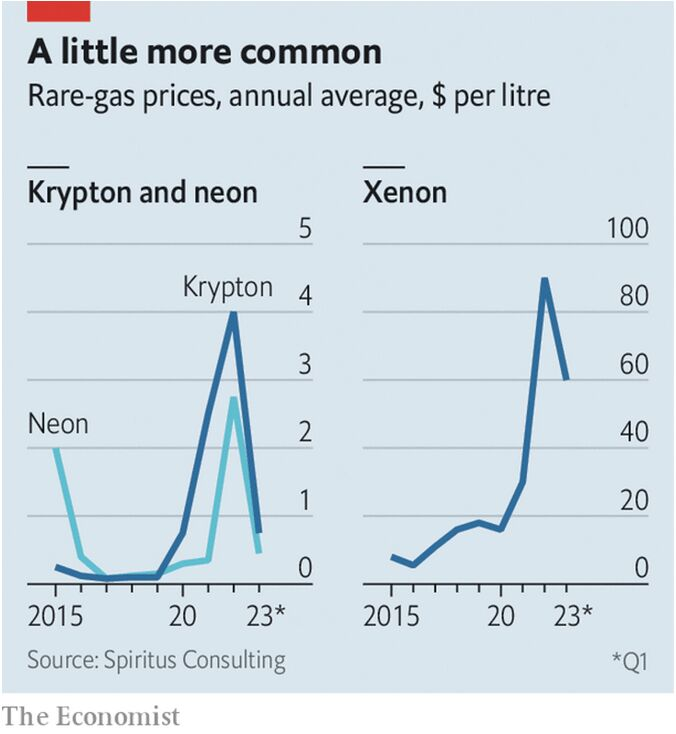 A little more common
Rare-gas prices, annual average, $ per litre
Krypton and neon
5
Krypton
4
3
Neon
2
1
0
2015
20
23*
Xenon
100
80
60
40
20
0
2015
20
23*
Source: Spiritus Consulting
*Q1
The Economist